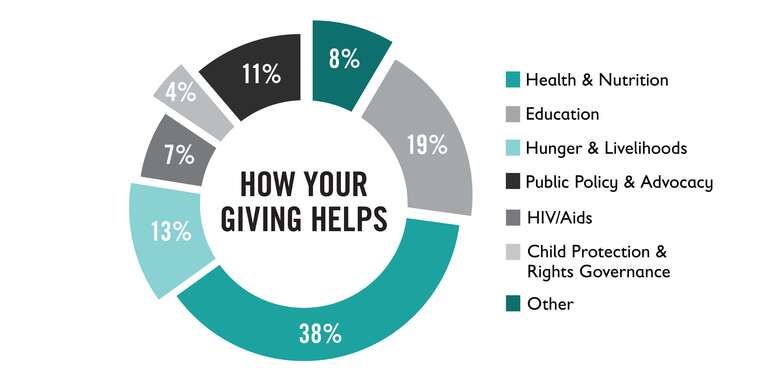 8%
11%
4%
19%
7%
13%
38%
HOW YOUR
GIVING HELPS
Health & Nutrition
Education
Hunger & Livelihoods
Public Policy & Advocacy
HIV/Aids
Child Protection &
Rights Governance
Other